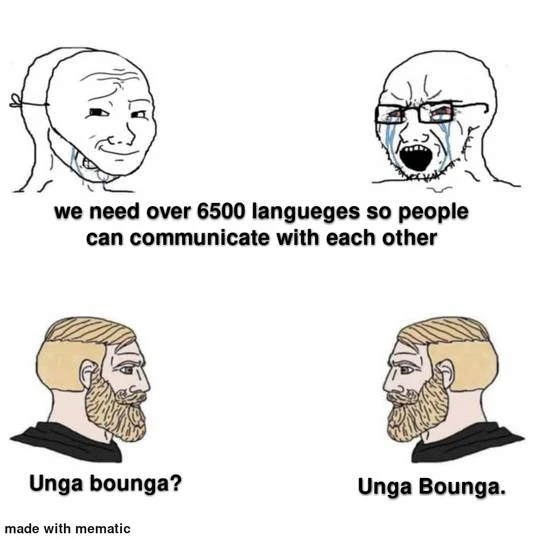 we need over 6500 langueges so people
can communicate with each other
Unga bounga?
Unga Bounga.
made with mematic